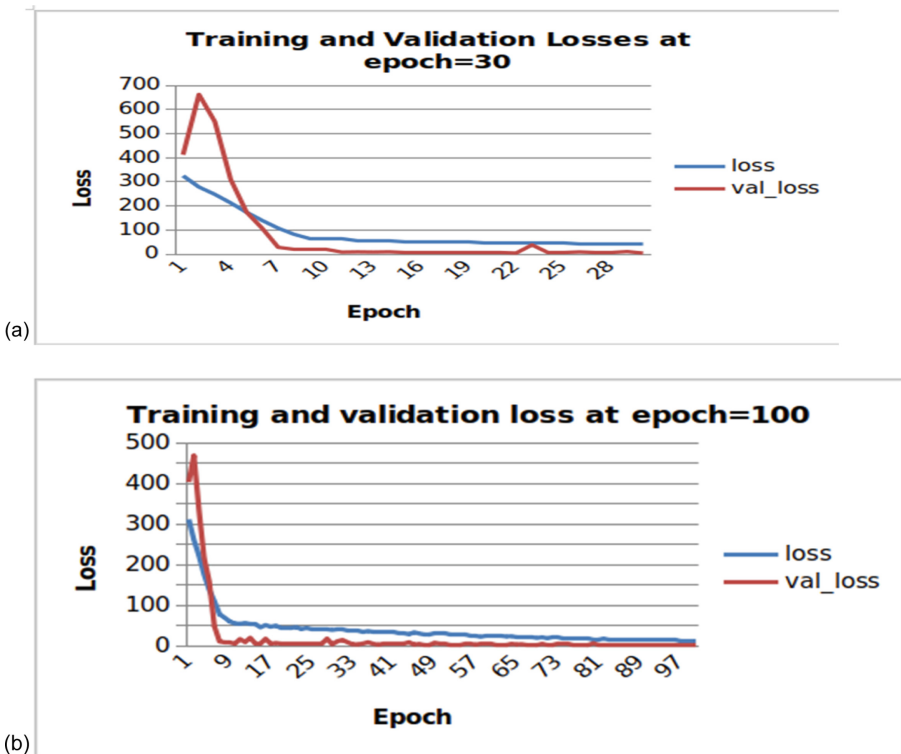 Training and Validation Losses at
epoch=30
700
600
500
400
300
200
100
0
Loss
1 4 7 10 13 16 19 22 25 28
Epoch
loss
val_loss
(a)
Training and validation loss at epoch=100
500
400
300
200
100
0
Loss
1 9 17 25 33 41 49 57 65 73 81 89 97
Epoch
loss
val_loss
(b)